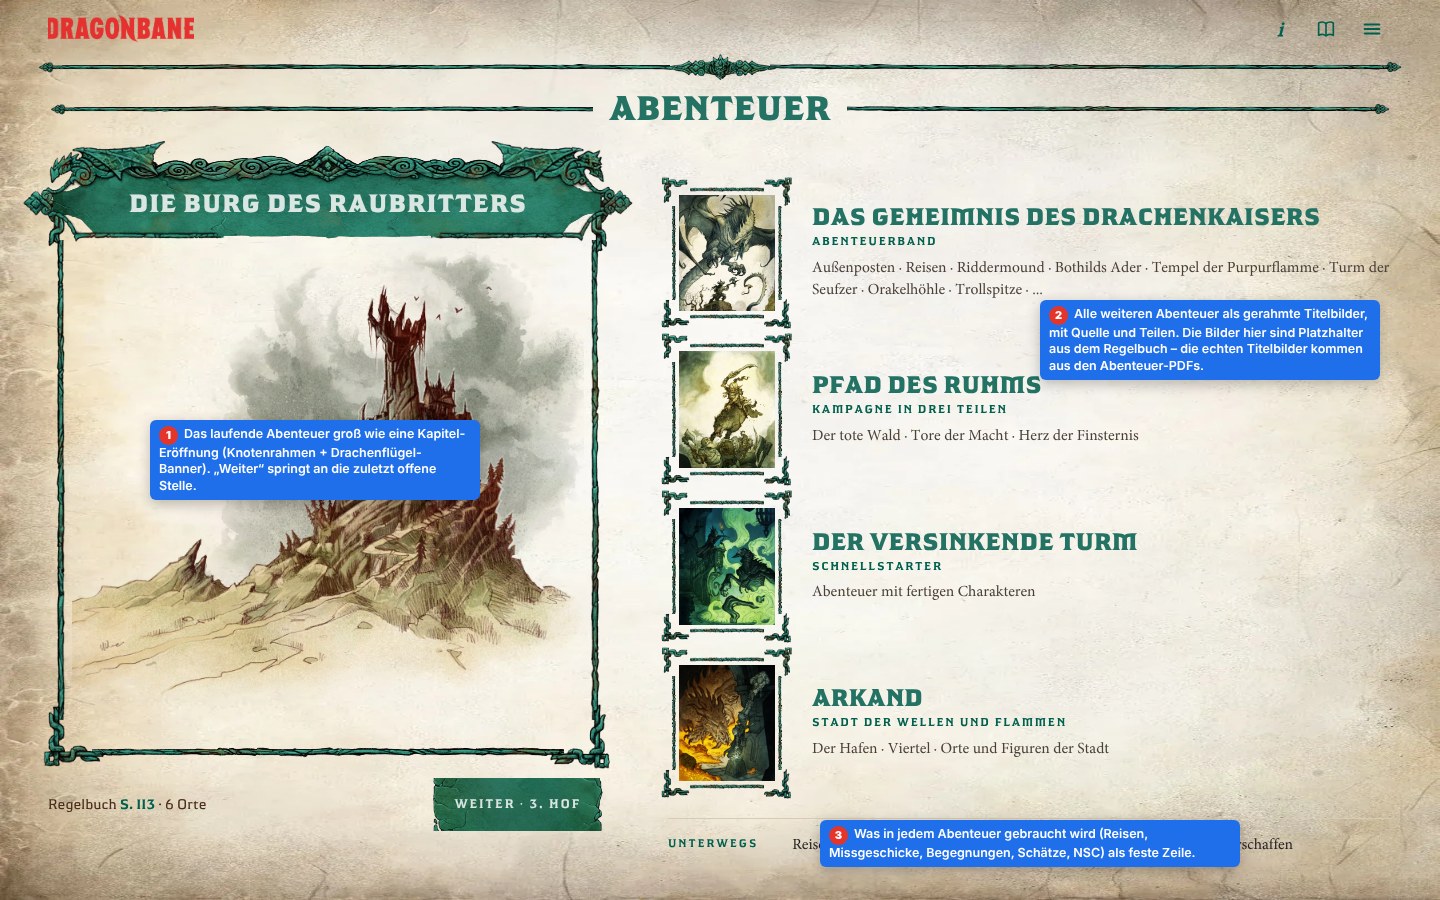 DRAGONBANE
ABENTEUER
DIE BURG DES RAUBRITTERS
1 Das laufende Abenteuer groß wie eine Kapitel-
Eröffnung (Knotenrahmen + Drachenflügel-
Banner). „Weiter“ springt an die zuletzt offene
Stelle.
Regelbuch S. 113 · 6 Orte
WEITER · 3. HOF
DAS GEHEIMNIS DES DRACHENKAISERS
ABENTEUERBAND
Außenposten · Reisen · Riddermound · Bothilds Ader · Tempel der Purpurflamme · Turm der
Seufzer · Orakelhöhle · Trollspitze · ...
2 Alle weiteren Abenteuer als gerahmte Titelbilder,
mit Quelle und Teilen. Die Bilder hier sind Platzhalter
aus dem Regelbuch – die echten Titelbilder kommen
aus den Abenteuer-PDFs.
PFAD DES RUHMS
KAMPAGNE IN DREI TEILEN
Der tote Wald · Tore der Macht · Herz der Finsternis
DER VERSINKENDE TURM
SCHNELLSTARTER
Abenteuer mit fertigen Charakteren
ARKAND
STADT DER WELLEN UND FLAMMEN
Der Hafen · Viertel · Orte und Figuren der Stadt
UNTERWEGS
3 Was in jedem Abenteuer gebraucht wird (Reisen,
Missgeschicke, Begegnungen, Schätze, NSC) als feste Zeile.